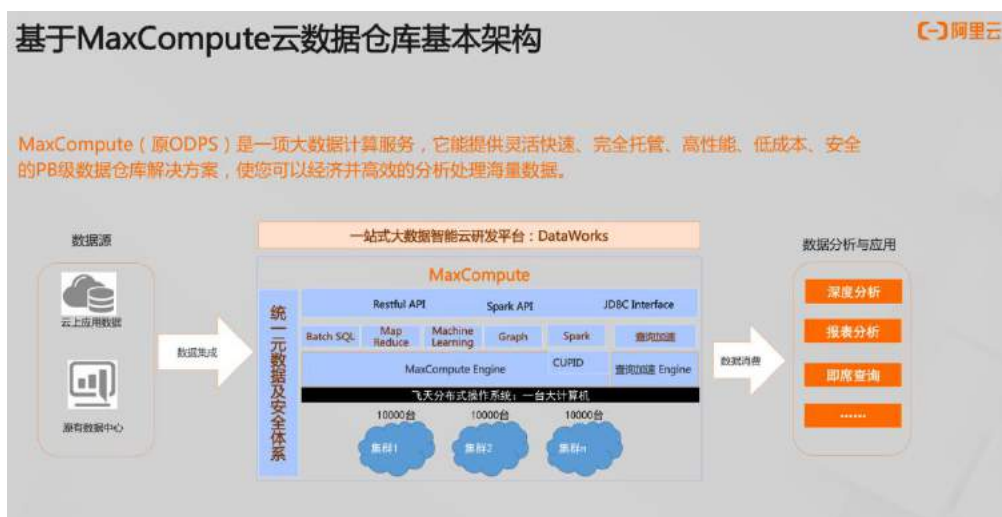 基于MaxCompute云数据仓库基本架构
阿里云
MaxCompute（原ODPS）是一项大数据计算服务，它能提供灵活快速、完全托管、高性能、低成本、安全
的PB级数据仓库解决方案，使您可以经济并高效的分析处理海量数据。
数据源
云上应用数据
原有数据中心
数据集成
一站式大数据智能云研发平台：DataWorks
MaxCompute
统一元数据及安全体系
Restful API
Spark API
JDBC Interface
Batch SQL
Map
Reduce
Machine
Learning
Graph
Spark
查询加速
MaxCompute Engine
CUPID
查询加速 Engine
飞天分布式操作系统：一台大计算机
10000台
10000台
10000台
集群1
集群2
集群n
数据消费
数据分析与应用
深度分析
报表分析
即席查询
……